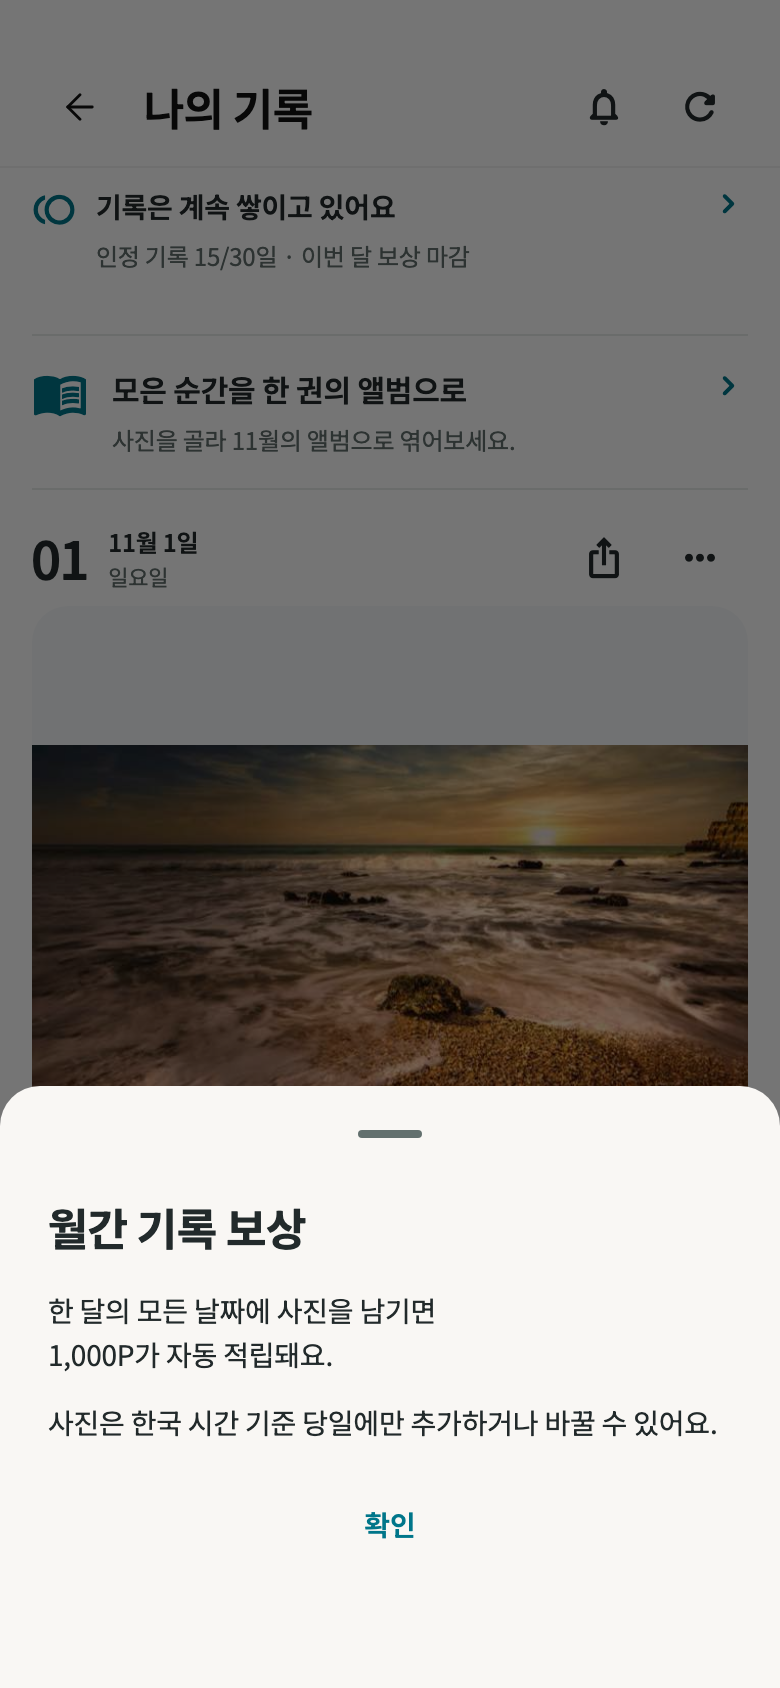 나의 기록
기록은 계속 쌓이고 있어요
인정 기록 15/30일 · 이번 달 보상 마감
모은 순간을 한 권의 앨범으로
사진을 골라 11월의 앨범으로 엮어보세요.
01
11월 1일
일요일
월간 기록 보상
한 달의 모든 날짜에 사진을 남기면
1,000P가 자동 적립돼요.
사진은 한국 시간 기준 당일에만 추가하거나 바꿀 수 있어요.
확인